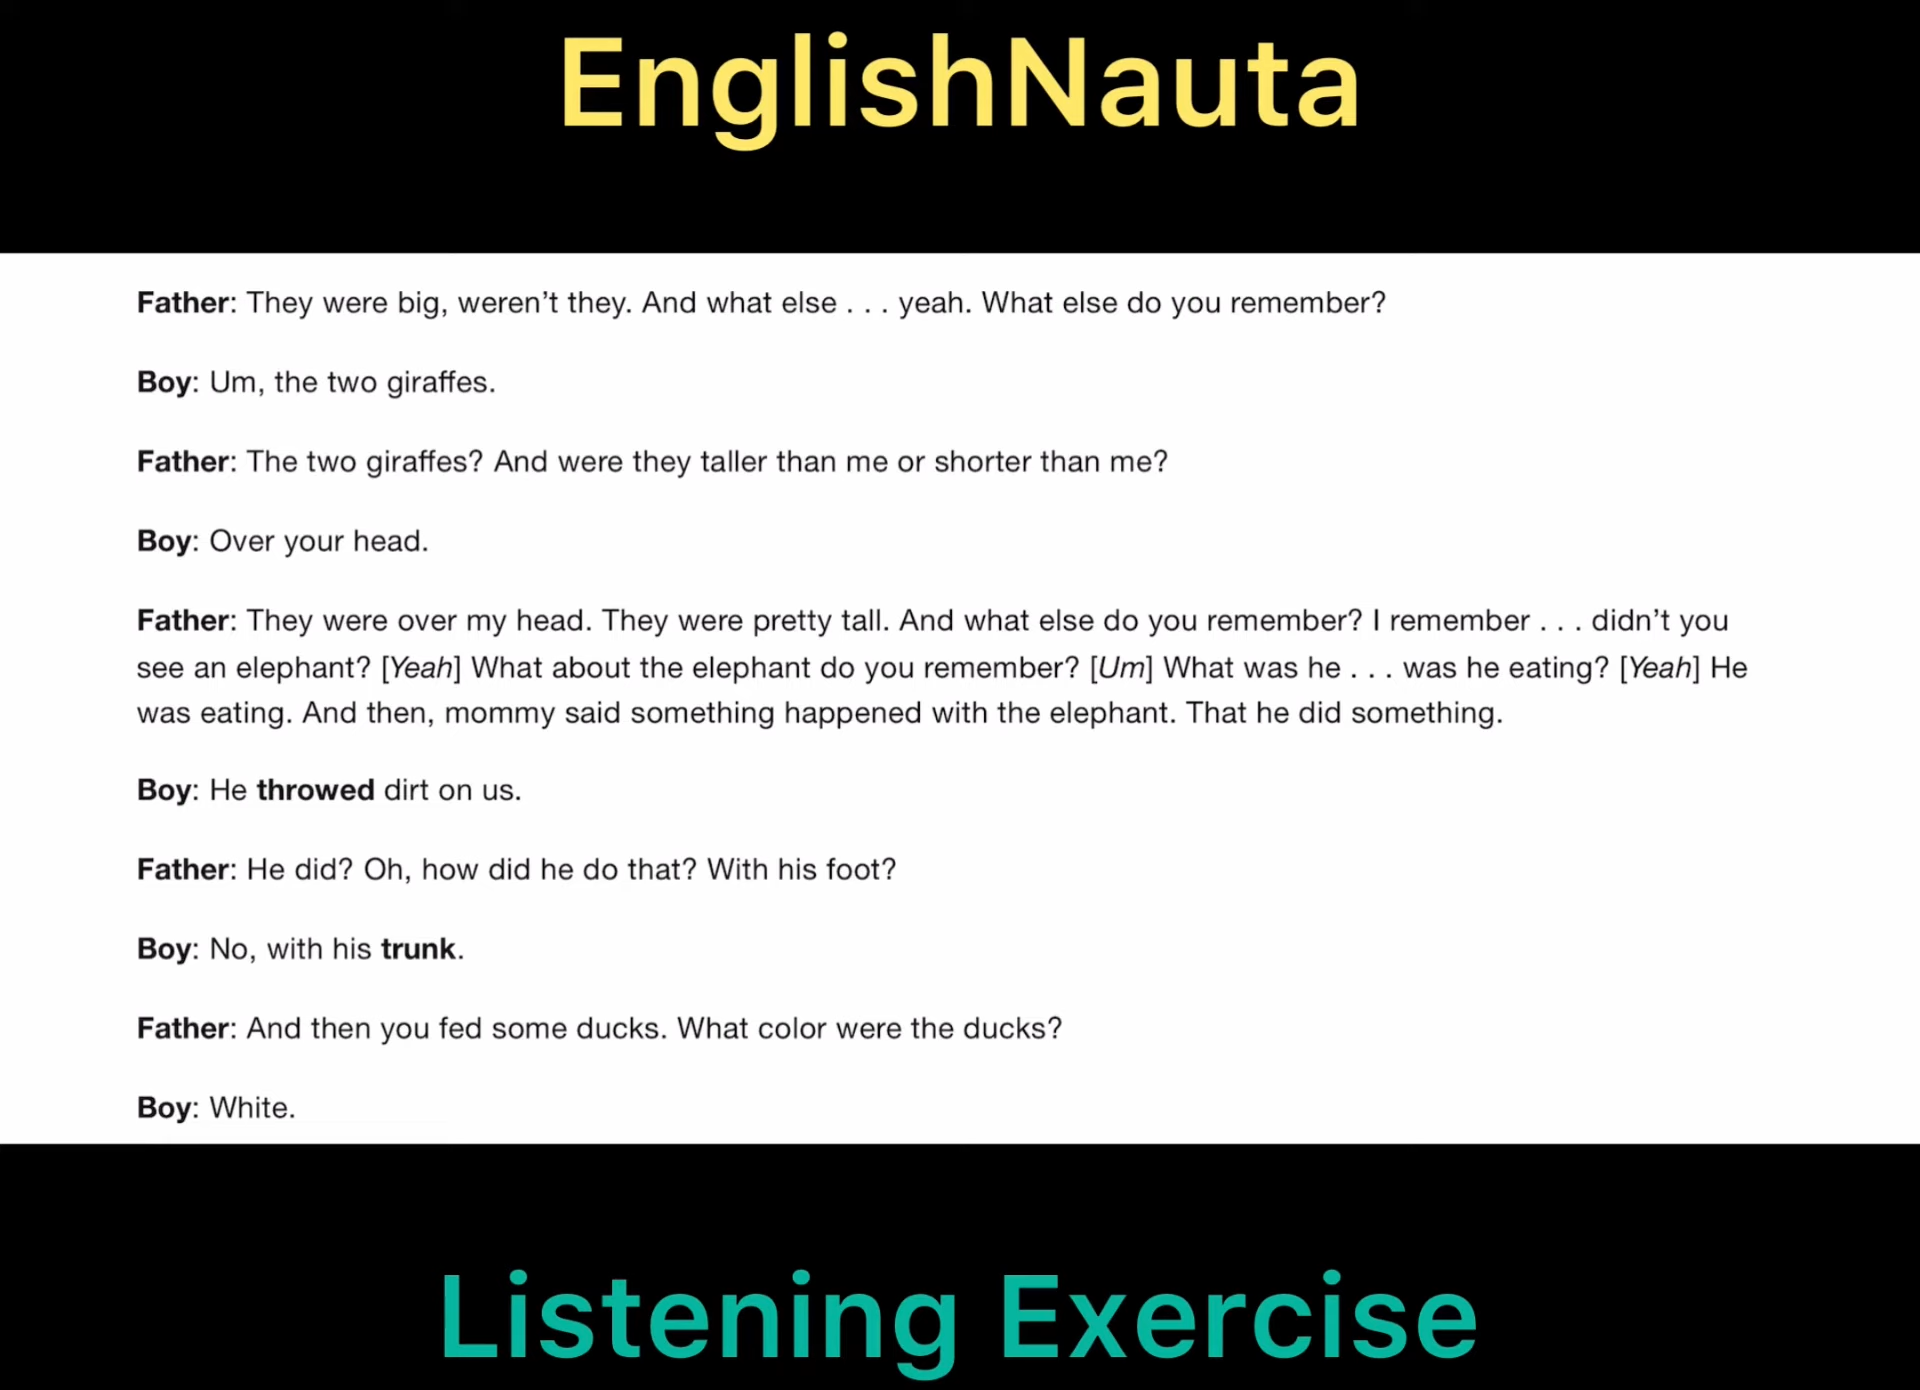 EnglishNauta
Father: They were big, weren’t they. And what else . . . yeah. What else do you remember?
Boy: Um, the two giraffes.
Father: The two giraffes? And were they taller than me or shorter than me?
Boy: Over your head.
Father: They were over my head. They were pretty tall. And what else do you remember? I remember . . . didn’t you
see an elephant? [Yeah] What about the elephant do you remember? [Um] What was he . . . was he eating? [Yeah] He
was eating. And then, mommy said something happened with the elephant. That he did something.
Boy: He throwed dirt on us.
Father: He did? Oh, how did he do that? With his foot?
Boy: No, with his trunk.
Father: And then you fed some ducks. What color were the ducks?
Boy: White.
Listening Exercise